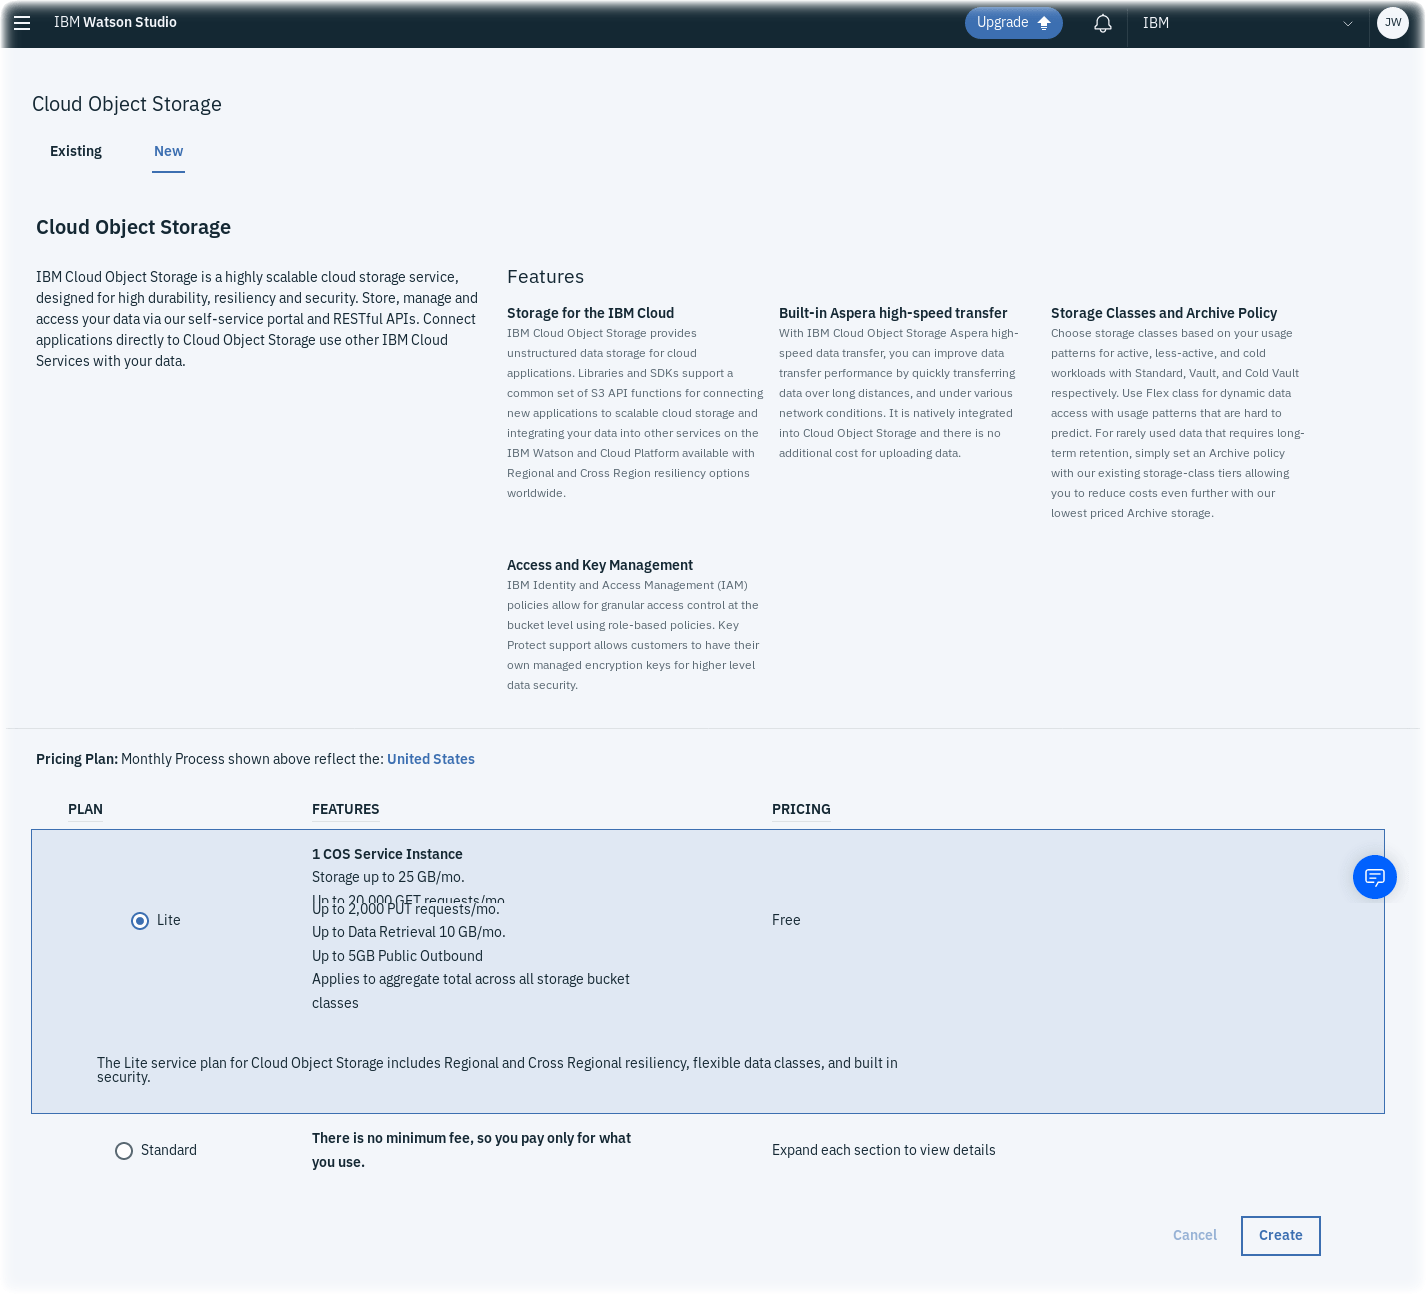 IBM Watson Studio
Upgrade
IBM
JW
Cloud Object Storage
Existing
New
Cloud Object Storage
IBM Cloud Object Storage is a highly scalable cloud storage service,
designed for high durability, resiliency and security. Store, manage and
access your data via our self-service portal and RESTful APIs. Connect
applications directly to Cloud Object Storage use other IBM Cloud
Services with your data.
Features
Storage for the IBM Cloud
IBM Cloud Object Storage provides
unstructured data storage for cloud
applications. Libraries and SDKs support a
common set of S3 API functions for connecting
new applications to scalable cloud storage and
integrating your data into other services on the
IBM Watson and Cloud Platform available with
Regional and Cross Region resiliency options
worldwide.
Built-in Aspera high-speed transfer
With IBM Cloud Object Storage Aspera high-
speed data transfer, you can improve data
transfer performance by quickly transferring
data over long distances, and under various
network conditions. It is natively integrated
into Cloud Object Storage and there is no
additional cost for uploading data.
Storage Classes and Archive Policy
Choose storage classes based on your usage
patterns for active, less-active, and cold
workloads with Standard, Vault, and Cold Vault
respectively. Use Flex class for dynamic data
access with usage patterns that are hard to
predict. For rarely used data that requires long-
term retention, simply set an Archive policy
with our existing storage-class tiers allowing
you to reduce costs even further with our
lowest priced Archive storage.
Access and Key Management
IBM Identity and Access Management (IAM)
policies allow for granular access control at the
bucket level using role-based policies. Key
Protect support allows customers to have their
own managed encryption keys for higher level
data security.
Pricing Plan: Monthly Process shown above reflect the: United States
PLAN
FEATURES
PRICING
Lite
1 COS Service Instance
Storage up to 25 GB/mo.
Up to 20,000 GET requests/mo
Up to 2,000 PUT requests/mo.
Up to Data Retrieval 10 GB/mo.
Up to 5GB Public Outbound
Applies to aggregate total across all storage bucket
classes
Free
The Lite service plan for Cloud Object Storage includes Regional and Cross Regional resiliency, flexible data classes, and built in
security.
Standard
There is no minimum fee, so you pay only for what
you use.
Expand each section to view details
Cancel
Create